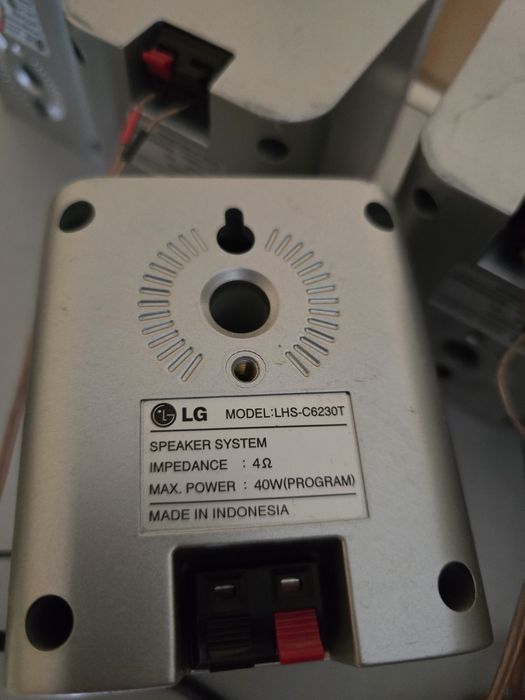 LG MODEL:LHS-C6230T
SPEAKER SYSTEM
IMPEDANCE : 4Ω
MAX. POWER : 40W(PROGRAM)
MADE IN INDONESIA